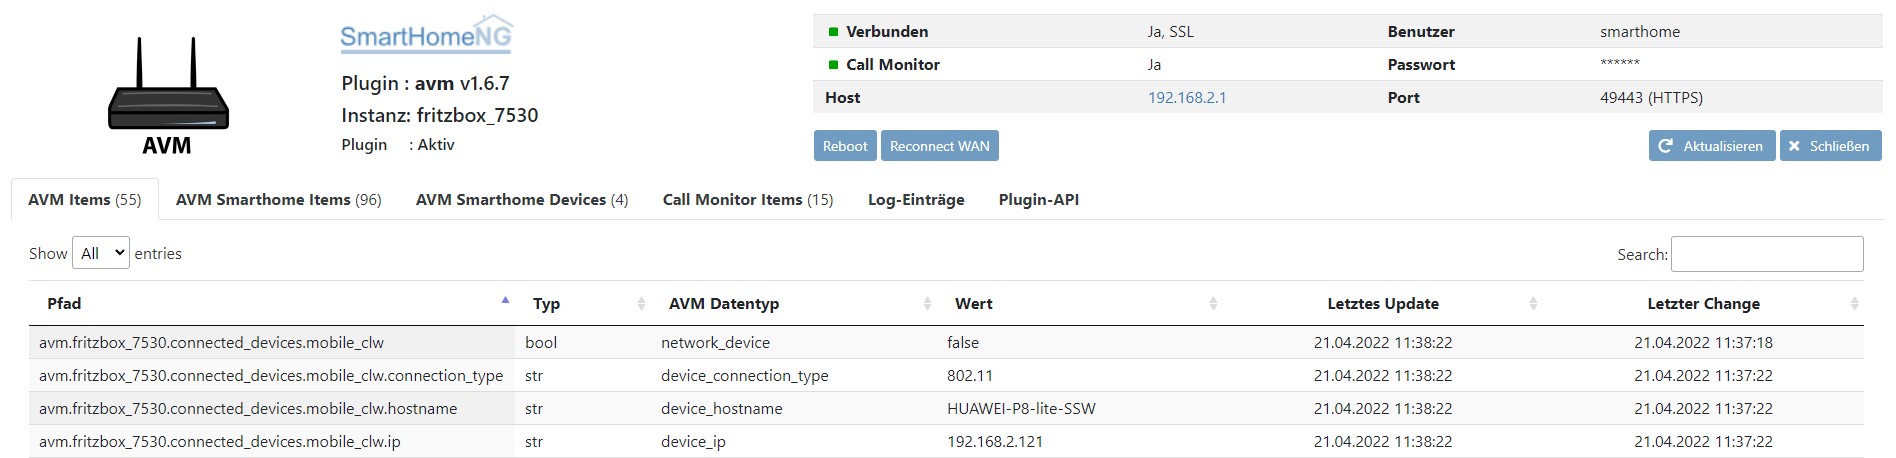 SmartHomeNG
Plugin : avm v1.6.7
Instanz: fritzbox_7530
Plugin : Aktiv
AVM
Verbunden Ja, SSL Benutzer smarthome
Call Monitor Ja Passwort ******
Host 192.168.2.1 Port 49443 (HTTPS)
Reboot Reconnect WAN Aktualisieren Schließen
AVM Items (55) AVM Smarthome Items (96) AVM Smarthome Devices (4) Call Monitor Items (15) Log-Einträge Plugin-API
Show All entries Search:
Pfad Typ AVM Datentyp Wert Letztes Update Letzter Change
avm.fritzbox_7530.connected_devices.mobile_clw bool network_device false 21.04.2022 11:38:22 21.04.2022 11:37:18
avm.fritzbox_7530.connected_devices.mobile_clw.connection_type str device_connection_type 802.11 21.04.2022 11:38:22 21.04.2022 11:37:22
avm.fritzbox_7530.connected_devices.mobile_clw.hostname str device_hostname HUAWEI-P8-lite-SSW 21.04.2022 11:38:22 21.04.2022 11:37:22
avm.fritzbox_7530.connected_devices.mobile_clw.ip str device_ip 192.168.2.121 21.04.2022 11:38:22 21.04.2022 11:37:22